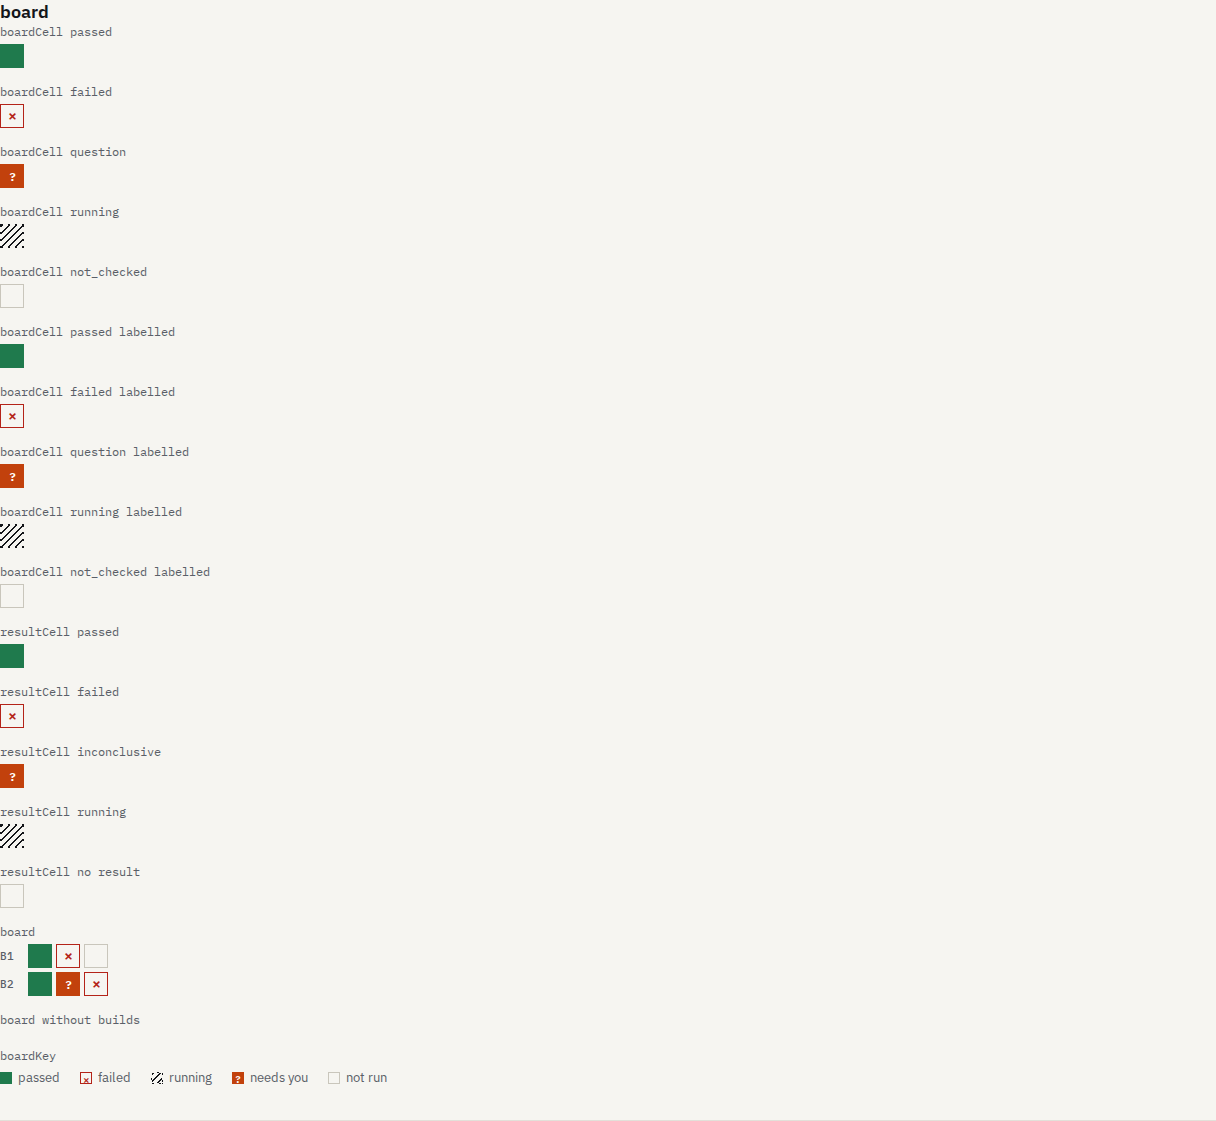 board
boardCell passed
boardCell failed
×
boardCell question
?
boardCell running
boardCell not_checked
boardCell passed labelled
boardCell failed labelled
×
boardCell question labelled
?
boardCell running labelled
boardCell not_checked labelled
resultCell passed
resultCell failed
×
resultCell inconclusive
?
resultCell running
resultCell no result
board
B1 ×
B2 ? ×
board without builds
boardKey
passed × failed running ? needs you not run